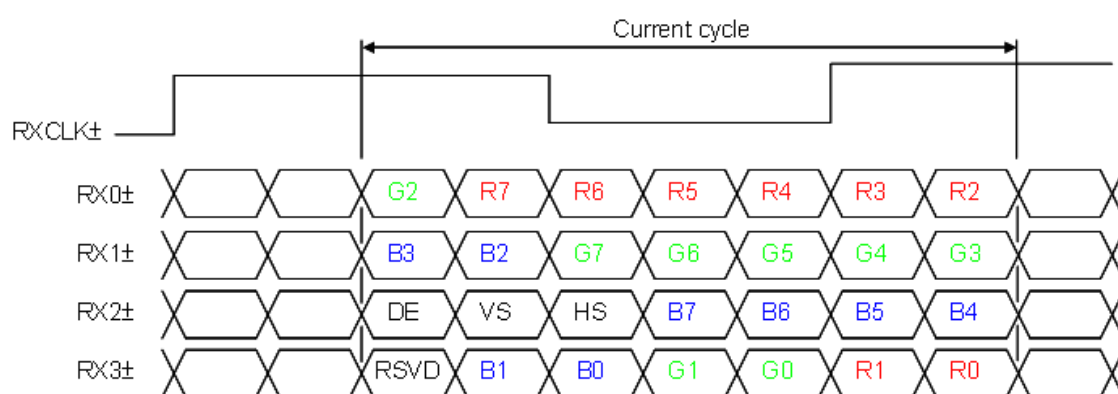 Current cycle
RXCLK±
RX0± G2 R7 R6 R5 R4 R3 R2
RX1± B3 B2 G7 G6 G5 G4 G3
RX2± DE VS HS B7 B6 B5 B4
RX3± RSVD B1 B0 G1 G0 R1 R0